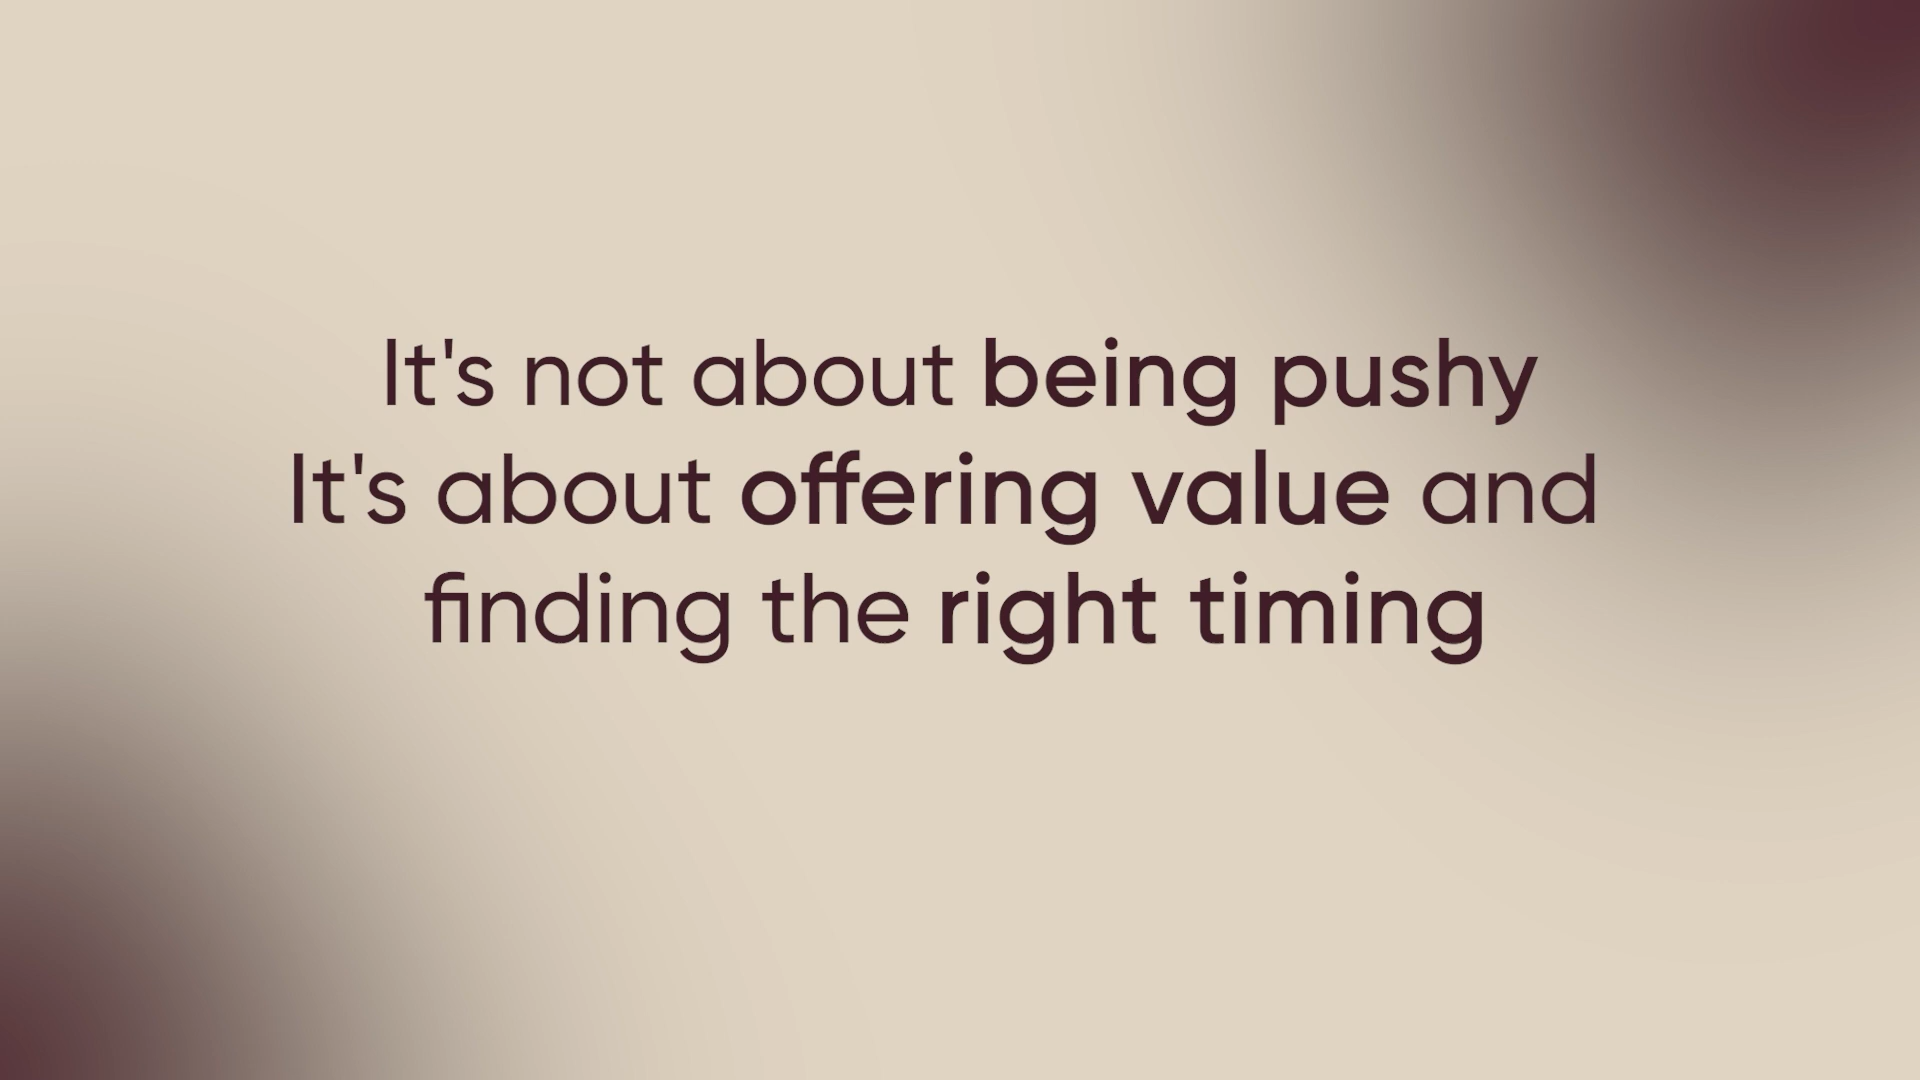 It's not about being pushy
It's about offering value and
finding the right timing